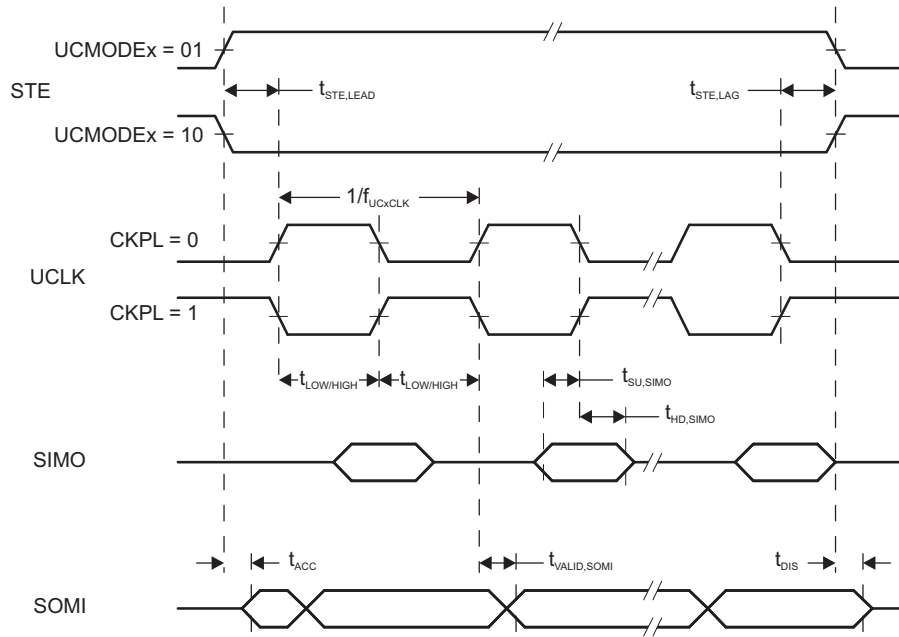 UCMODEx = 01
STE
tSTE,LEAD
tSTE,LAG
UCMODEx = 10
1/fUCxCLK
CKPL = 0
UCLK
CKPL = 1
tLOW/HIGH
tLOW/HIGH
tSU,SIMO
tHD,SIMO
SIMO
tACC
tVALID,SOMI
tDIS
SOMI